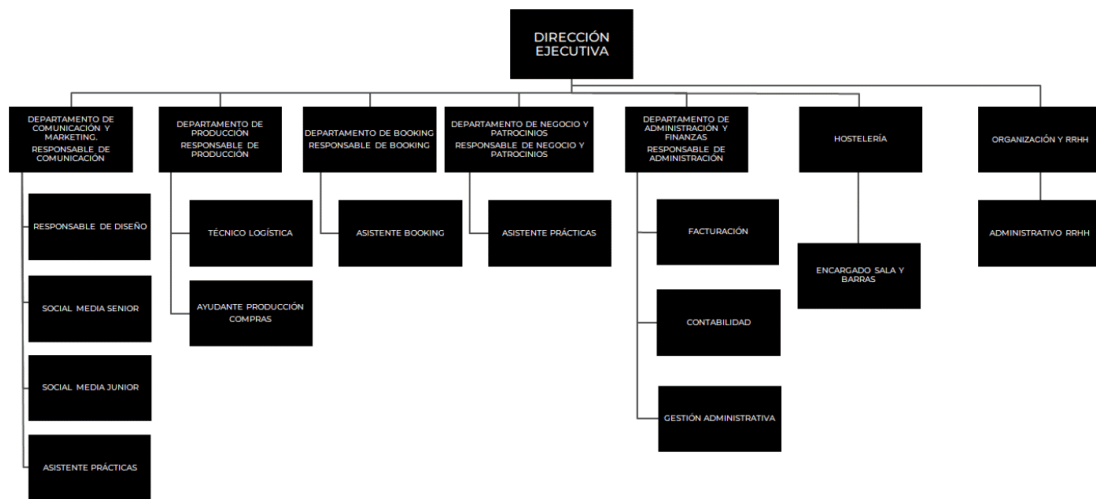 DIRECCIÓN
EJECUTIVA
DEPARTAMENTO DE
COMUNICACIÓN Y
MARKETING.
RESPONSABLE DE
COMUNICACIÓN
DEPARTAMENTO DE
PRODUCCIÓN
RESPONSABLE DE
PRODUCCIÓN
DEPARTAMENTO DE BOOKING
RESPONSABLE DE BOOKING
DEPARTAMENTO DE NEGOCIO Y
PATROCINIOS
RESPONSABLE DE NEGOCIO Y
PATROCINIOS
DEPARTAMENTO DE
ADMINISTRACIÓN Y
FINANZAS
RESPONSABLE DE
ADMINISTRACIÓN
HOSTELERÍA
ORGANIZACIÓN Y RRHH
RESPONSABLE DE DISEÑO
TÉCNICO LOGÍSTICA
ASISTENTE BOOKING
ASISTENTE PRÁCTICAS
FACTURACIÓN
ADMINISTRATIVO RRHH
ENCARGADO SALA Y
BARRAS
SOCIAL MEDIA SENIOR
AYUDANTE PRODUCCIÓN
COMPRAS
CONTABILIDAD
SOCIAL MEDIA JUNIOR
GESTIÓN ADMINISTRATIVA
ASISTENTE PRÁCTICAS